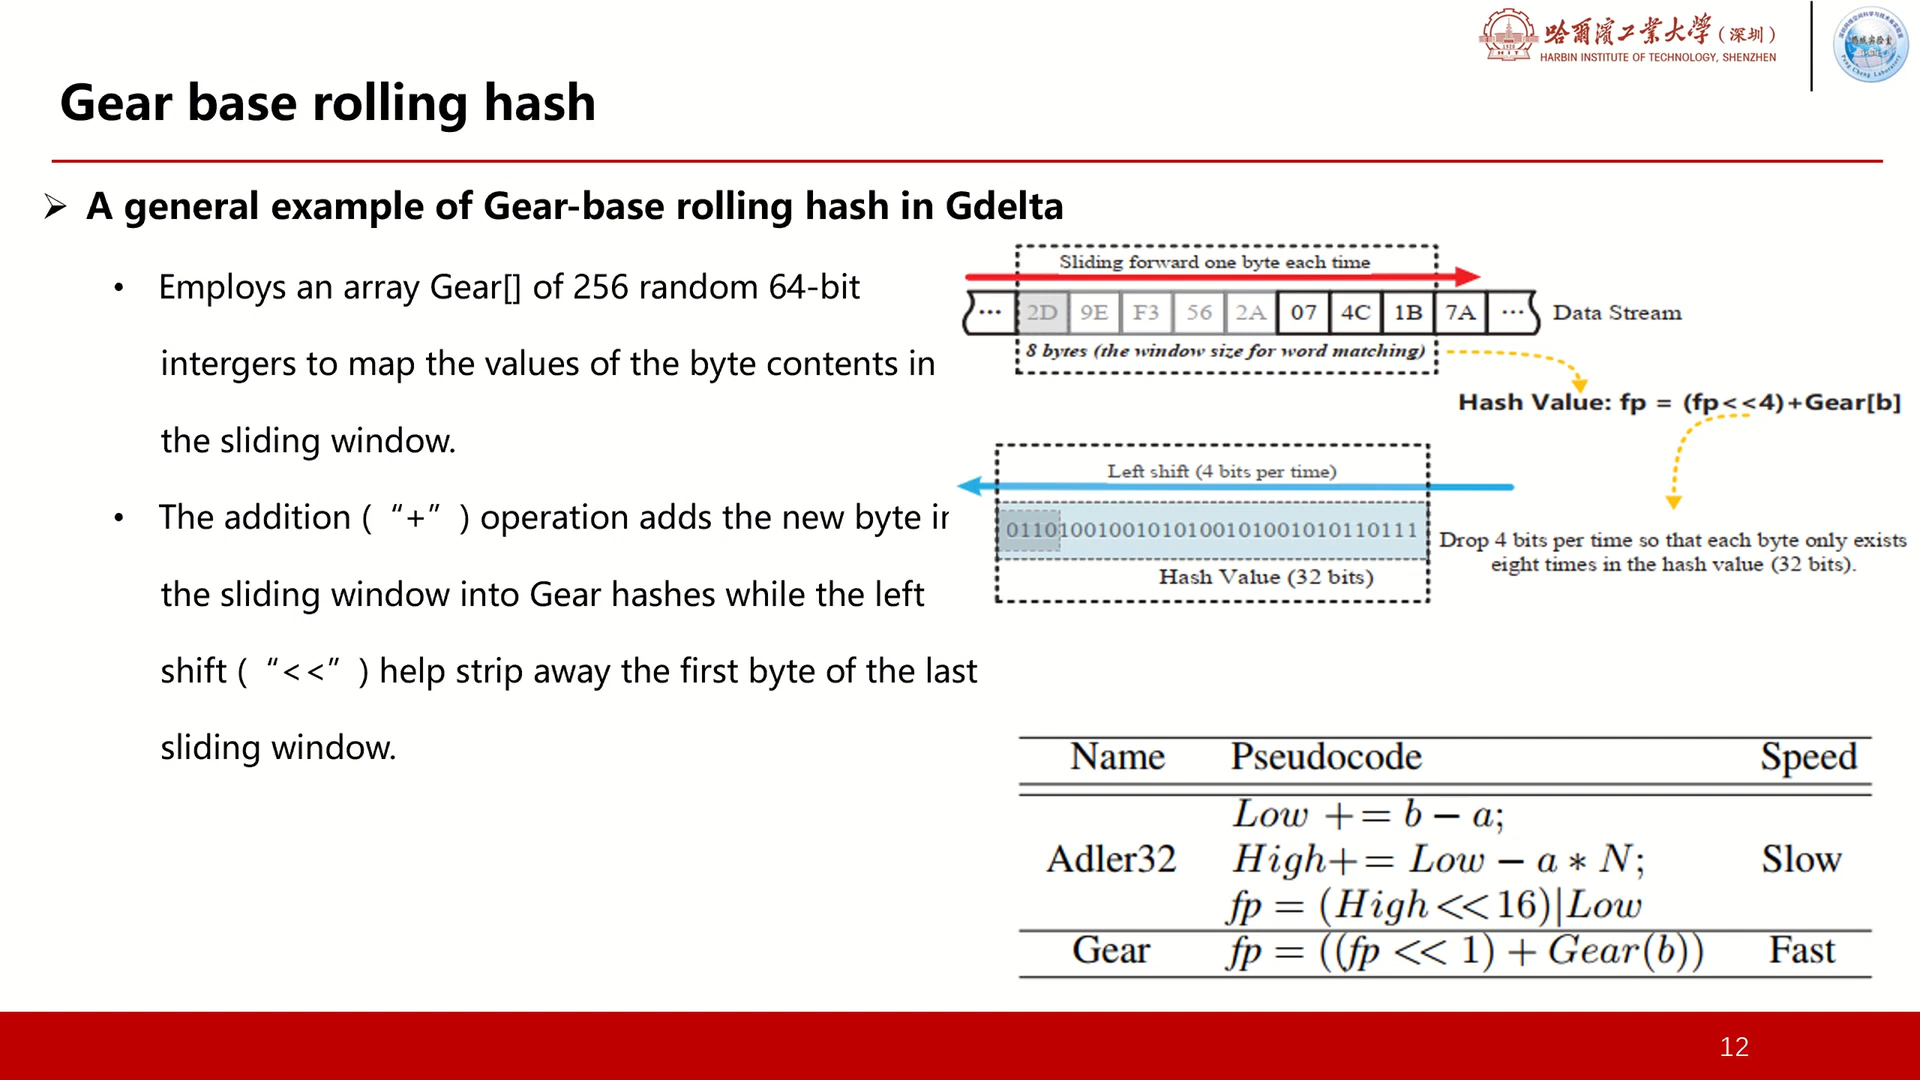 哈爾濱工業大學(深圳)
HARBIN INSTITUTE OF TECHNOLOGY, SHENZHEN
Gear base rolling hash
➢ A general example of Gear-base rolling hash in Gdelta
• Employs an array Gear[] of 256 random 64-bit
intergers to map the values of the byte contents in
the sliding window.
• The addition (“+”) operation adds the new byte in
the sliding window into Gear hashes while the left
shift (“<<”) help strip away the first byte of the last
sliding window.
Sliding forward one byte each time
... 2D 9E F3 56 2A 07 4C 1B 7A ... Data Stream
8 bytes (the window size for word matching)
Hash Value: fp = (fp<<4)+Gear[b]
Left shift (4 bits per time)
01101001001010100101001010110111
Hash Value (32 bits)
Drop 4 bits per time so that each byte only exists
eight times in the hash value (32 bits).
Name Pseudocode Speed
Low += b − a;
Adler32 High+= Low − a ∗ N; Slow
fp = (High<<16)|Low
Gear fp = ((fp << 1) + Gear(b)) Fast
12